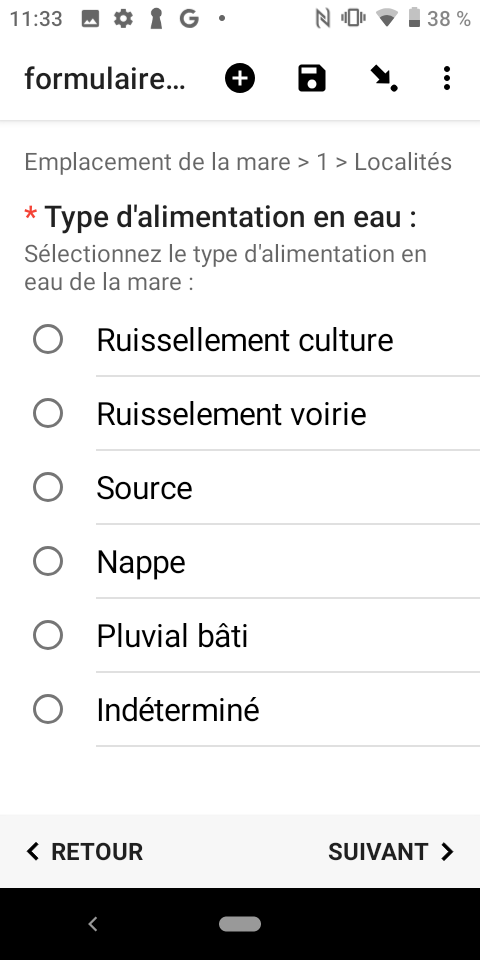 11:33 38 %
formulaire...
Emplacement de la mare > 1 > Localités
* Type d'alimentation en eau :
Sélectionnez le type d'alimentation en
eau de la mare :
Ruissellement culture
Ruisselement voirie
Source
Nappe
Pluvial bâti
Indéterminé
RETOUR SUIVANT